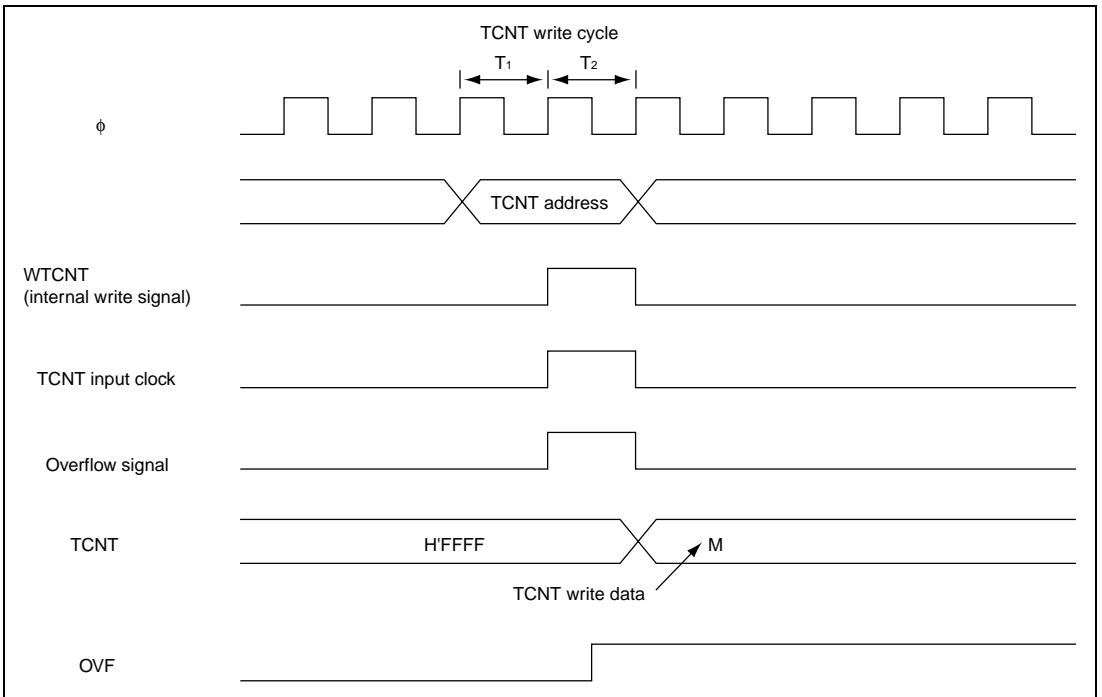 TCNT write cycle
T1 T2
ϕ
TCNT address
WTCNT
(internal write signal)
TCNT input clock
Overflow signal
TCNT H'FFFF M
TCNT write data
OVF